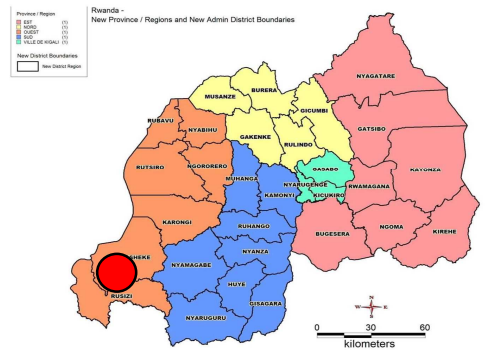 Rwanda -
New Province / Regions and New Admin District Boundaries
Province / Region
EST (1)
NORD (1)
OUEST (1)
SUD (1)
VILLE DE KIGALI (1)
New District Boundaries
New District Region
NYAGATARE
BURERA
MUSANZE
GICUMBI
RUBAVU
NYABIHU
GATSIBO
GAKENKE
RULINDO
RUTSIRO
NGORORERO
GASABO
KAYONZA
MUHANGA
NYARUGENGE
RWAMAGANA
KICUKIRO
KAMONYI
KARONGI
RUHANGO
BUGESERA
NGOMA
KIREHE
NYANZA
SHEKE
NYAMAGABE
HUYE
RUSIZI
GISAGARA
NYARUGURU
N
W E
S
0 30 60
kilometers